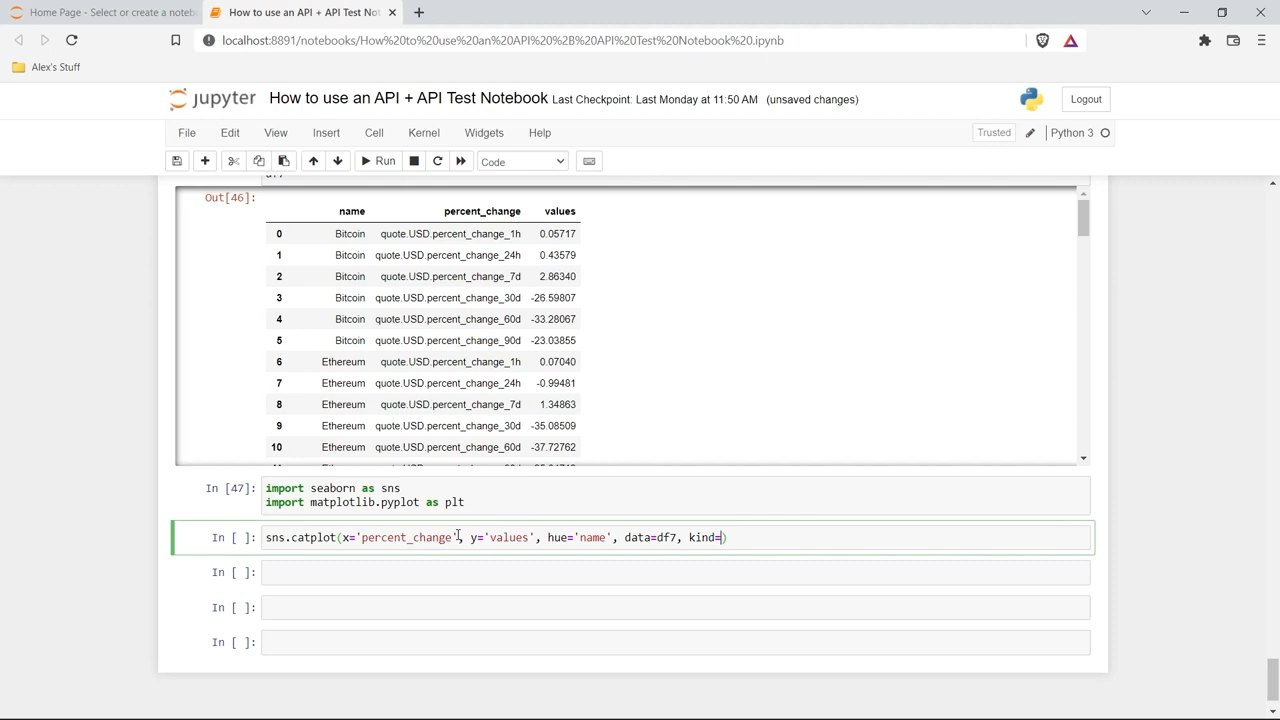 Home Page - Select or create a noteb
How to use an API + API Test Not
localhost:8891/notebooks/How%20to%20use%20an%20API%20%2B%20API%20Test%20Notebook%20.ipynb
Alex's Stuff
jupyter How to use an API + API Test Notebook Last Checkpoint: Last Monday at 11:50 AM (unsaved changes)
Logout
File Edit View Insert Cell Kernel Widgets Help
Trusted Python 3
Run Code
Out[46]:
name percent_change values
0 Bitcoin quote.USD.percent_change_1h 0.05717
1 Bitcoin quote.USD.percent_change_24h 0.43579
2 Bitcoin quote.USD.percent_change_7d 2.86340
3 Bitcoin quote.USD.percent_change_30d -26.59807
4 Bitcoin quote.USD.percent_change_60d -33.28067
5 Bitcoin quote.USD.percent_change_90d -23.03855
6 Ethereum quote.USD.percent_change_1h 0.07040
7 Ethereum quote.USD.percent_change_24h -0.99481
8 Ethereum quote.USD.percent_change_7d 1.34863
9 Ethereum quote.USD.percent_change_30d -35.08509
10 Ethereum quote.USD.percent_change_60d -37.72762
In [47]: import seaborn as sns
import matplotlib.pyplot as plt
In [ ]: sns.catplot(x='percent_change', y='values', hue='name', data=df7, kind=)
In [ ]:
In [ ]:
In [ ]: